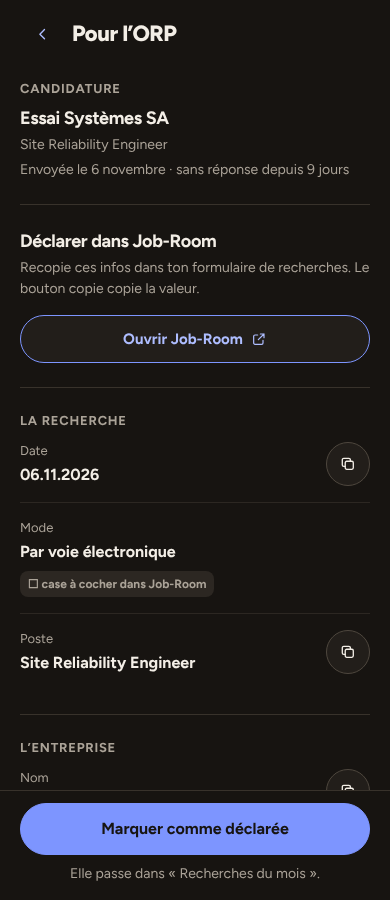 Pour l’ORP
CANDIDATURE
Essai Systèmes SA
Site Reliability Engineer
Envoyée le 6 novembre · sans réponse depuis 9 jours
Déclarer dans Job-Room
Recopie ces infos dans ton formulaire de recherches. Le
bouton copie copie la valeur.
Ouvrir Job-Room
LA RECHERCHE
Date
06.11.2026
Mode
Par voie électronique
☐ case à cocher dans Job-Room
Poste
Site Reliability Engineer
L’ENTREPRISE
Nom
Marquer comme déclarée
Elle passe dans « Recherches du mois ».